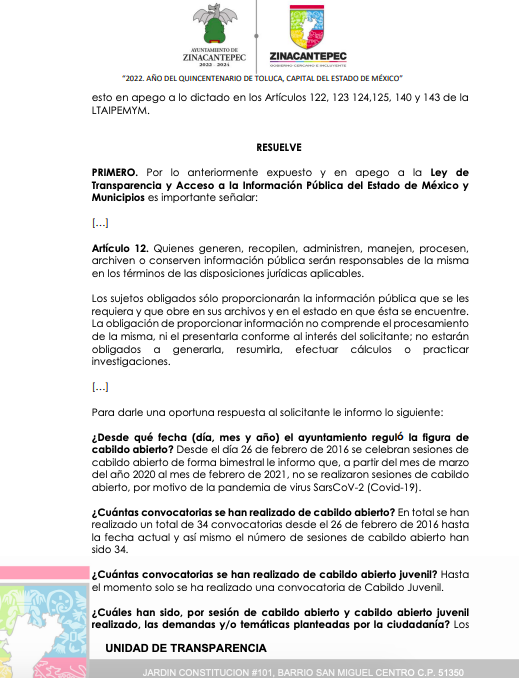 AYUNTAMIENTO DE
ZINACANTEPEC
2022 - 2024
ZINACANTEPEC
GOBIERNO CERCANO E INCLUYENTE
"2022. AÑO DEL QUINCENTENARIO DE TOLUCA, CAPITAL DEL ESTADO DE MÉXICO"
esto en apego a lo dictado en los Artículos 122, 123 124,125, 140 y 143 de la
LTAIPEMYM.
RESUELVE
PRIMERO. Por lo anteriormente expuesto y en apego a la Ley de
Transparencia y Acceso a la Información Pública del Estado de México y
Municipios es importante señalar:
[...]
Artículo 12. Quienes generen, recopilen, administren, manejen, procesen,
archiven o conserven información pública serán responsables de la misma
en los términos de las disposiciones jurídicas aplicables.
Los sujetos obligados sólo proporcionarán la información pública que se les
requiera y que obre en sus archivos y en el estado en que ésta se encuentre.
La obligación de proporcionar información no comprende el procesamiento
de la misma, ni el presentarla conforme al interés del solicitante; no estarán
obligados a generarla, resumirla, efectuar cálculos o practicar
investigaciones.
[...]
Para darle una oportuna respuesta al solicitante le informo lo siguiente:
¿Desde qué fecha (día, mes y año) el ayuntamiento reguló la figura de
cabildo abierto? Desde el día 26 de febrero de 2016 se celebran sesiones de
cabildo abierto de forma bimestral le informo que, a partir del mes de marzo
del año 2020 al mes de febrero de 2021, no se realizaron sesiones de cabildo
abierto, por motivo de la pandemia de virus SarsCoV-2 (Covid-19).
¿Cuántas convocatorias se han realizado de cabildo abierto? En total se han
realizado un total de 34 convocatorias desde el 26 de febrero de 2016 hasta
la fecha actual y así mismo el número de sesiones de cabildo abierto han
sido 34.
¿Cuántas convocatorias se han realizado de cabildo abierto juvenil? Hasta
el momento solo se ha realizado una convocatoria de Cabildo Juvenil.
¿Cuáles han sido, por sesión de cabildo abierto y cabildo abierto juvenil
realizado, las demandas y/o temáticas planteadas por la ciudadanía? Los
UNIDAD DE TRANSPARENCIA
JARDIN CONSTITUCION #101, BARRIO SAN MIGUEL CENTRO C.P. 51350